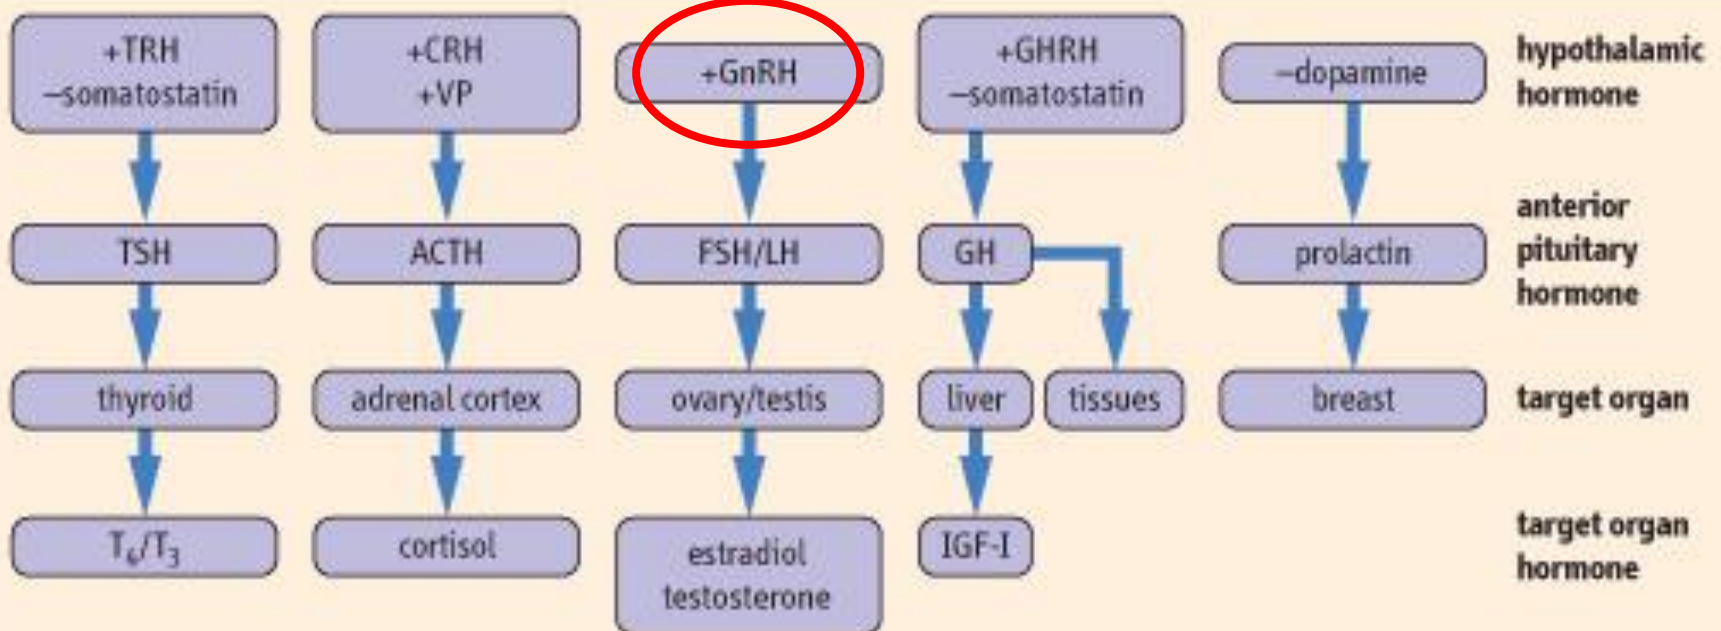 +TRH
–somatostatin
+CRH
+VP
+GnRH
+GHRH
–somatostatin
–dopamine
hypothalamic
hormone
TSH
ACTH
FSH/LH
GH
prolactin
anterior
pituitary
hormone
thyroid
adrenal cortex
ovary/testis
liver
tissues
breast
target organ
T₄/T₃
cortisol
estradiol
testosterone
IGF-I
target organ
hormone